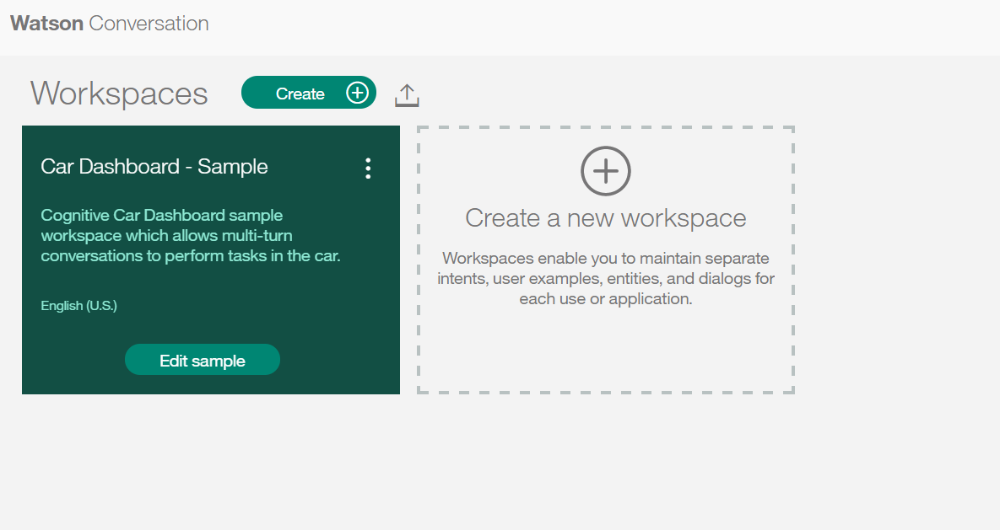 Watson Conversation
Workspaces
Create
Car Dashboard - Sample
Cognitive Car Dashboard sample
workspace which allows multi-turn
conversations to perform tasks in the car.
English (U.S.)
Edit sample
Create a new workspace
Workspaces enable you to maintain separate
intents, user examples, entities, and dialogs for
each use or application.